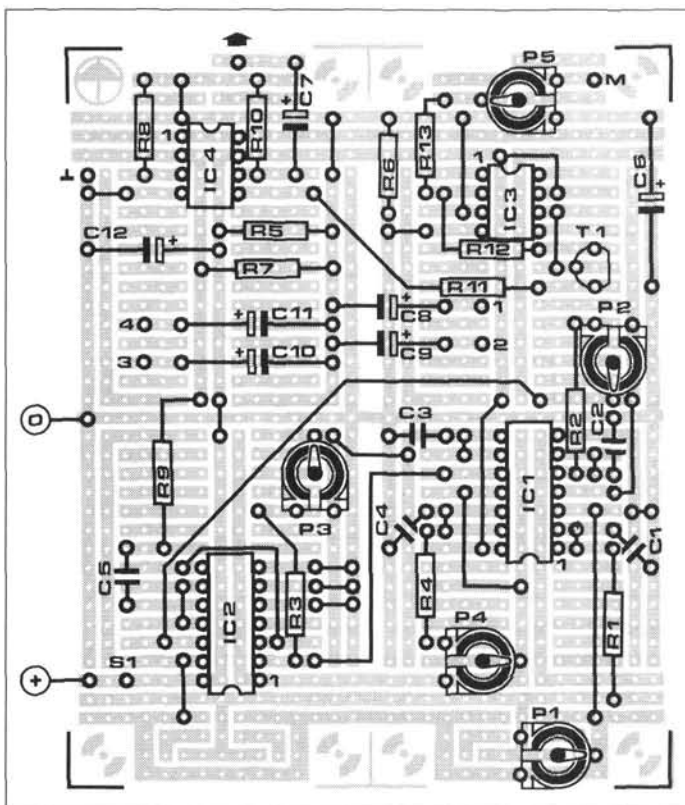 P5
M
C7
R8
R10
R13
R6
1
IC4
1
IC3
C6
C12
R5
R12
T1
R7
R11
P2
4
C11
C8
1
3
C10
C9
2
R2
C2
0
C3
R9
IC1
P3
C4
C1
1
C5
R3
R4
IC2
R1
P4
+
S1
1
P1